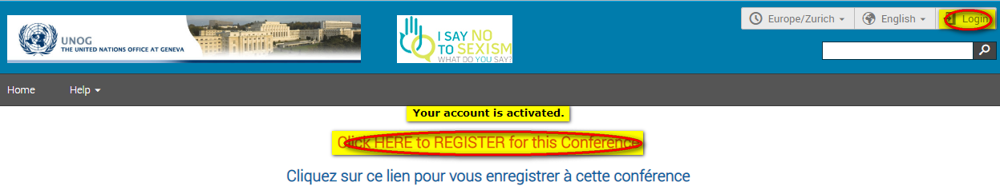 UNOG
THE UNITED NATIONS OFFICE AT GENEVA
I SAY NO
TO SEXISM
WHAT DO YOU SAY?
Europe/Zurich
English
Login
Home
Help
Your account is activated.
Click HERE to REGISTER for this Conference
Cliquez sur ce lien pour vous enregistrer à cette conférence